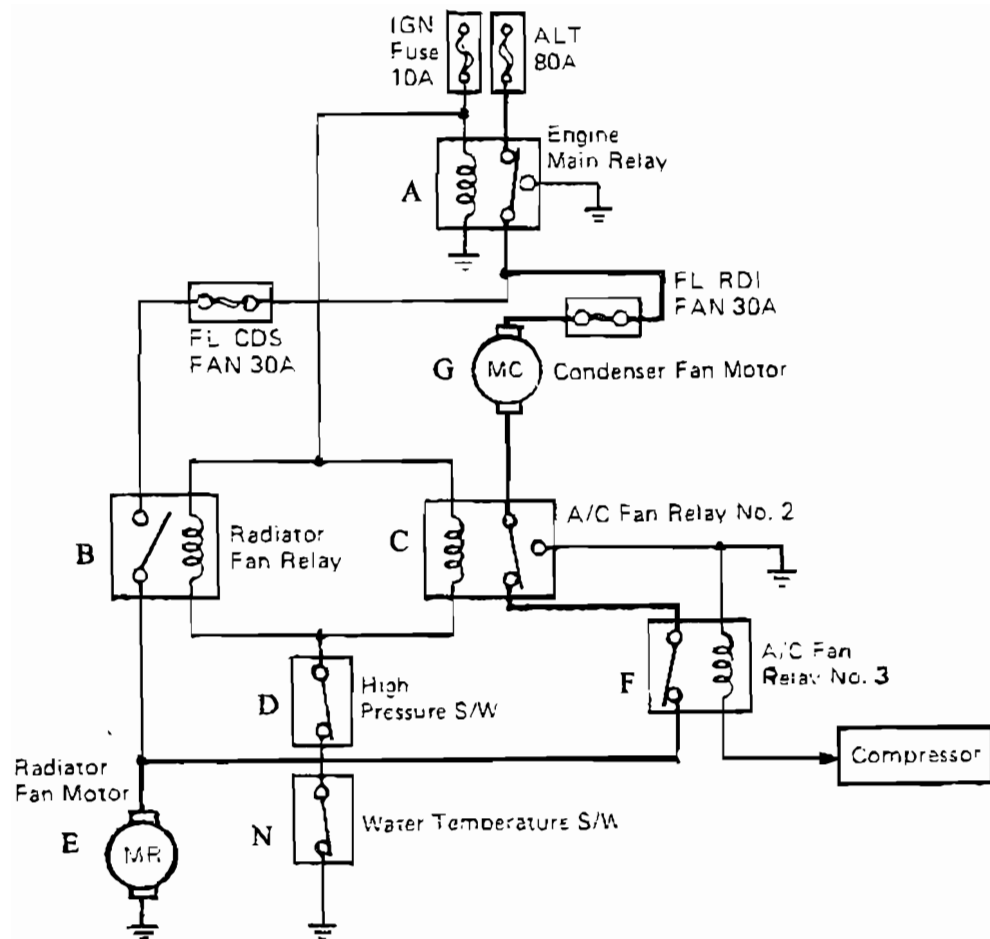 IGN
Fuse
10A
ALT
80A
Engine
Main Relay
A
FL RDI
FAN 30A
FL CDS
FAN 30A
G
MC
Condenser Fan Motor
A/C Fan Relay No. 2
B
Radiator
Fan Relay
C
A/C Fan
Relay No. 3
F
D
High
Pressure S/W
Compressor
Radiator
Fan Motor
E
MR
N
Water Temperature S/W